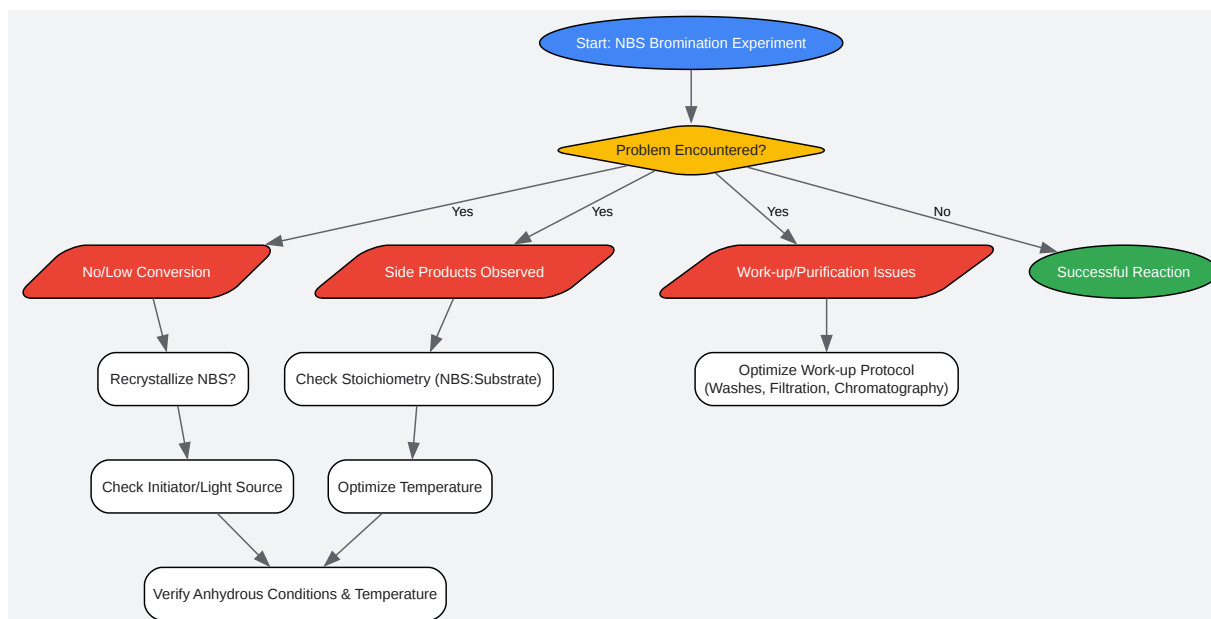 Start: NBS Bromination Experiment
Problem Encountered?
Yes
Yes
Yes
No
No/Low Conversion
Side Products Observed
Work-up/Purification Issues
Successful Reaction
Recrystallize NBS?
Check Stoichiometry (NBS:Substrate)
Optimize Work-up Protocol
(Washes, Filtration, Chromatography)
Check Initiator/Light Source
Optimize Temperature
Verify Anhydrous Conditions & Temperature